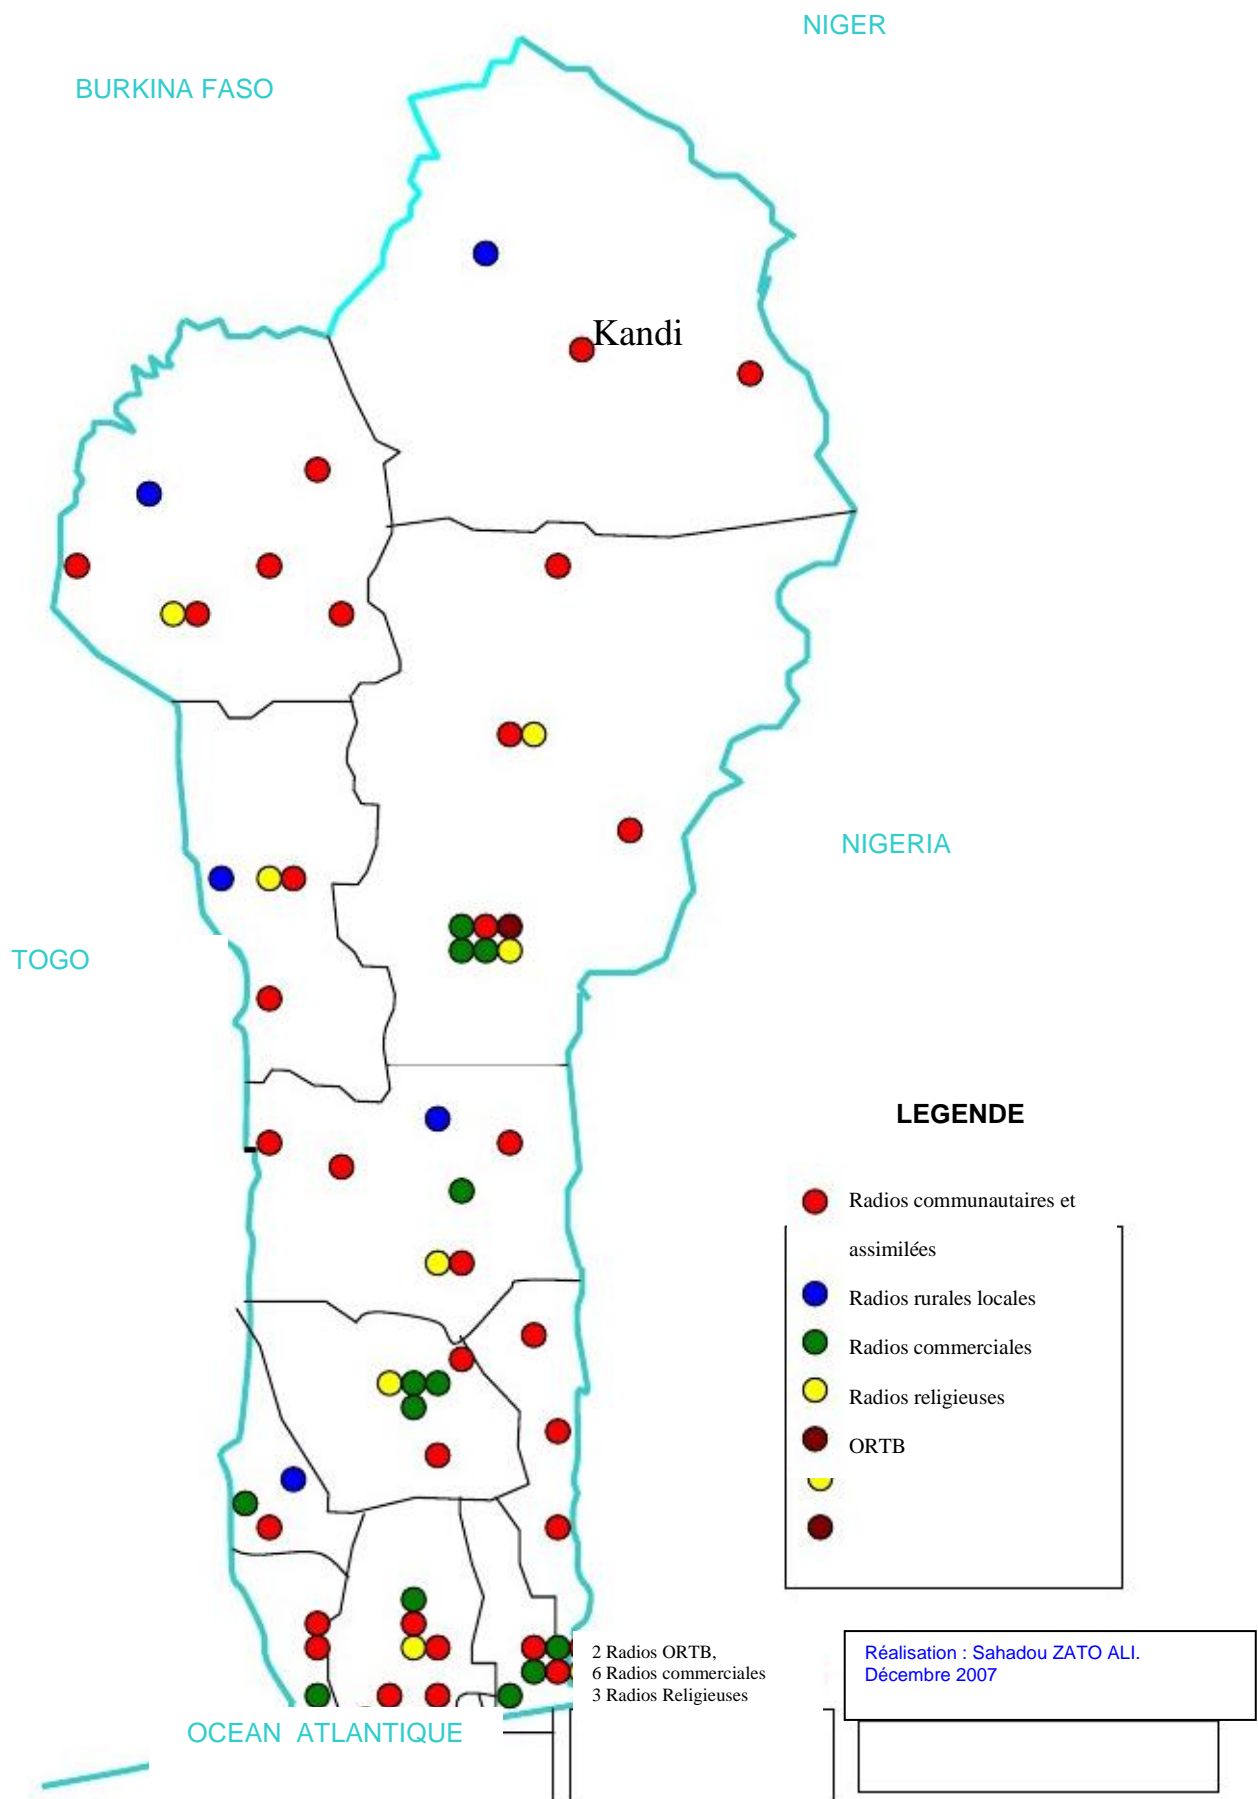 NIGER
BURKINA FASO
Kandi
NIGERIA
TOGO
LEGENDE
Radios communautaires et
assimilées
Radios rurales locales
Radios commerciales
Radios religieuses
ORTB
2 Radios ORTB,
6 Radios commerciales
3 Radios Religieuses
Réalisation : Sahadou ZATO ALI.
Décembre 2007
OCEAN ATLANTIQUE